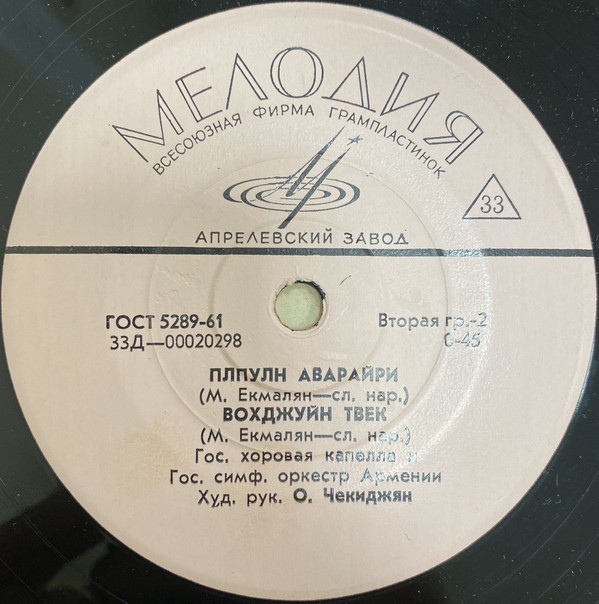 МЕЛОДИЯ
ВСЕСОЮЗНАЯ ФИРМА ГРАМПЛАСТИНОК
33
АПРЕЛЕВСКИЙ ЗАВОД
ГОСТ 5289-61 Вторая гр.-2
33Д—00020298 0-45
ПЛПУЛН АВАРАЙРИ
(М. Екмалян—сл. нар.)
ВОХДЖУЙН ТВЕК
(М. Екмалян—сл. нар.)
Гос. хоровая капелла и
Гос. симф. оркестр Армении
Худ. рук. О. Чекиджян